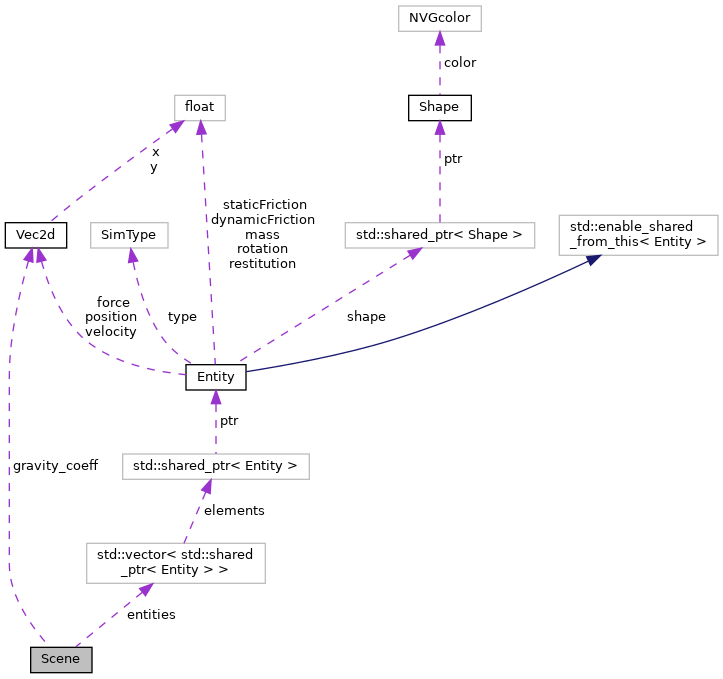 NVGcolor
color
float
Shape
x
y
ptr
staticFriction
dynamicFriction
mass
rotation
restitution
Vec2d
SimType
std::shared_ptr< Shape >
std::enable_shared
_from_this< Entity >
force
position
velocity
type
shape
Entity
ptr
gravity_coeff
std::shared_ptr< Entity >
elements
std::vector< std::shared
_ptr< Entity > >
entities
Scene